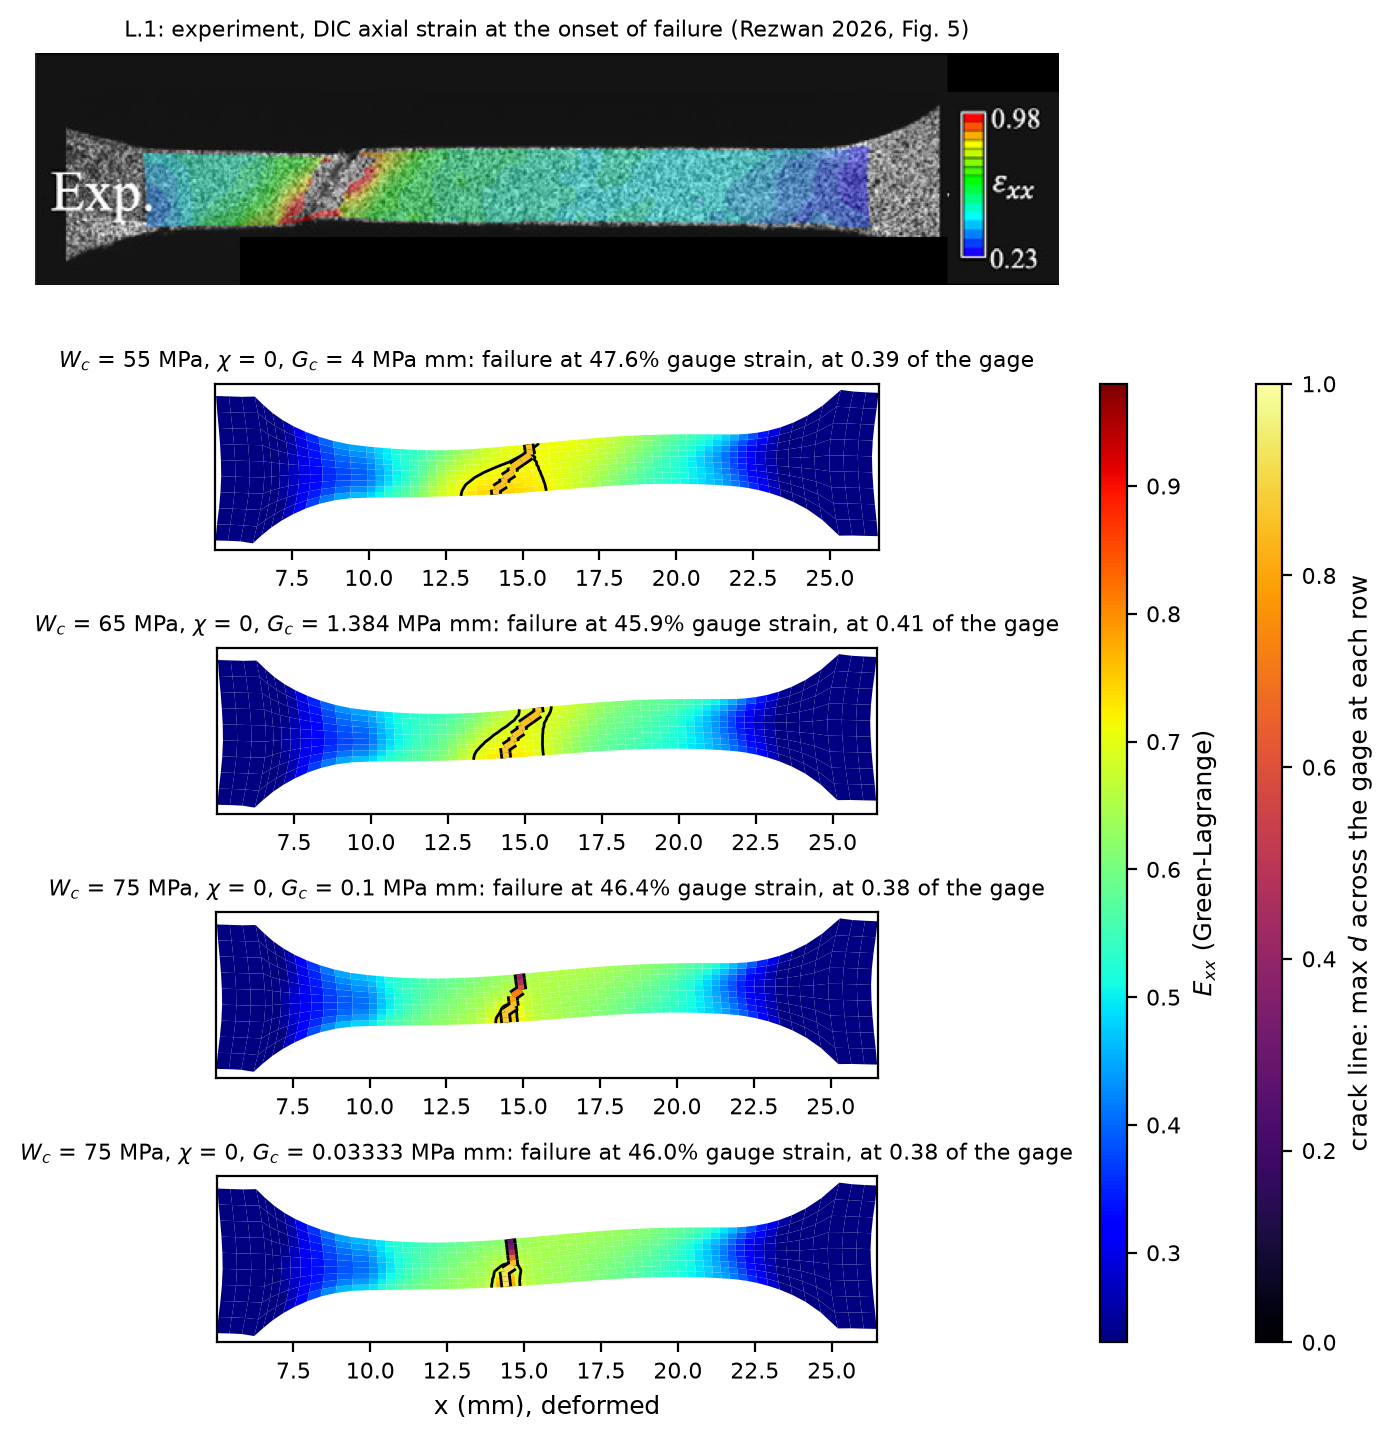 L.1: experiment, DIC axial strain at the onset of failure (Rezwan 2026, Fig. 5)
Exp.
0.98
εxx
0.23
Wc = 55 MPa, χ = 0, Gc = 4 MPa mm: failure at 47.6% gauge strain, at 0.39 of the gage
7.5 10.0 12.5 15.0 17.5 20.0 22.5 25.0
Wc = 65 MPa, χ = 0, Gc = 1.384 MPa mm: failure at 45.9% gauge strain, at 0.41 of the gage
7.5 10.0 12.5 15.0 17.5 20.0 22.5 25.0
Wc = 75 MPa, χ = 0, Gc = 0.1 MPa mm: failure at 46.4% gauge strain, at 0.38 of the gage
7.5 10.0 12.5 15.0 17.5 20.0 22.5 25.0
Wc = 75 MPa, χ = 0, Gc = 0.03333 MPa mm: failure at 46.0% gauge strain, at 0.38 of the gage
7.5 10.0 12.5 15.0 17.5 20.0 22.5 25.0
x (mm), deformed
0.9
0.8
0.7
0.6
0.5
0.4
0.3
Exx (Green-Lagrange)
1.0
0.8
0.6
0.4
0.2
0.0
crack line: max d across the gage at each row